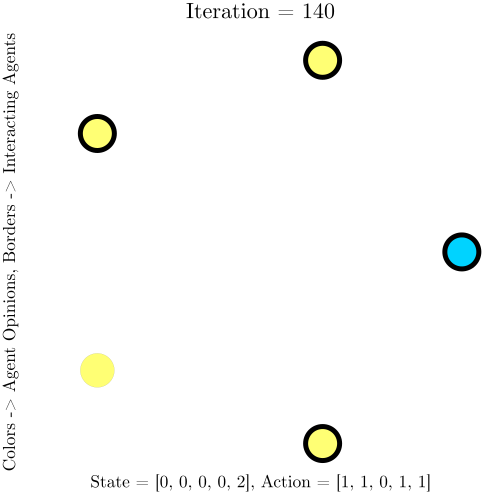 Iteration = 140
Colors -> Agent Opinions, Borders -> Interacting Agents
State = [0, 0, 0, 0, 2], Action = [1, 1, 0, 1, 1]